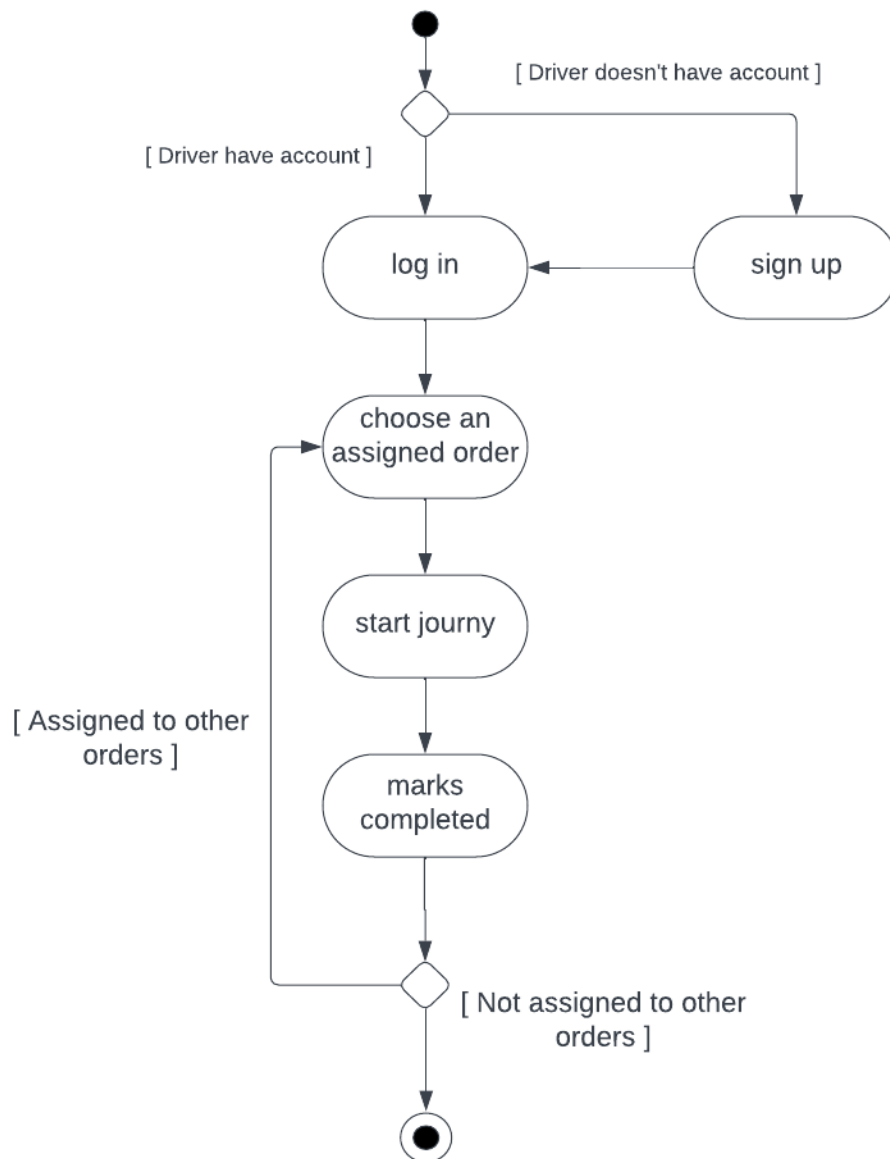 [ Driver doesn't have account ]
[ Driver have account ]
log in
sign up
choose an
assigned order
start journy
[ Assigned to other
orders ]
marks
completed
[ Not assigned to other
orders ]